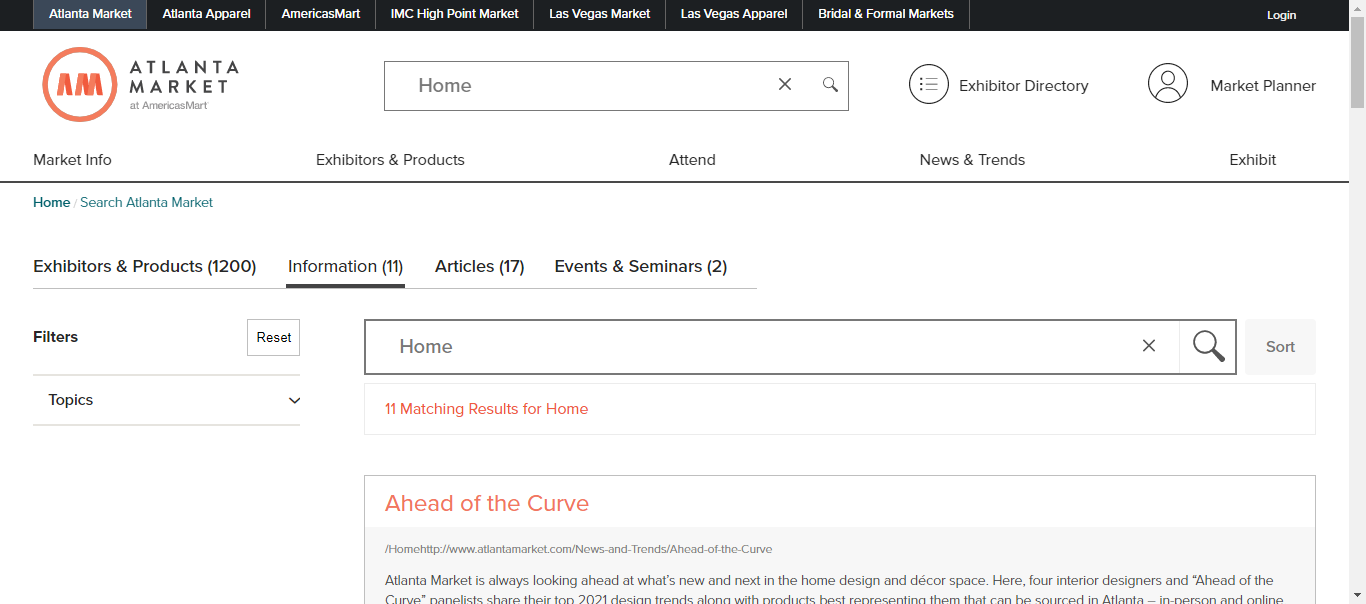 Atlanta Market Atlanta Apparel AmericasMart IMC High Point Market Las Vegas Market Las Vegas Apparel Bridal & Formal Markets Login
AM
ATLANTA
MARKET
at AmericasMart
Home
Exhibitor Directory
Market Planner
Market Info Exhibitors & Products Attend News & Trends Exhibit
Home / Search Atlanta Market
Exhibitors & Products (1200) Information (11) Articles (17) Events & Seminars (2)
Filters
Reset
Topics
Home
Sort
11 Matching Results for Home
Ahead of the Curve
/Homehttp://www.atlantamarket.com/News-and-Trends/Ahead-of-the-Curve
Atlanta Market is always looking ahead at what's new and next in the home design and décor space. Here, four interior designers and “Ahead of the
Curve” panelists share their top 2021 design trends along with products best representing them that can be sourced in Atlanta – in-person and online